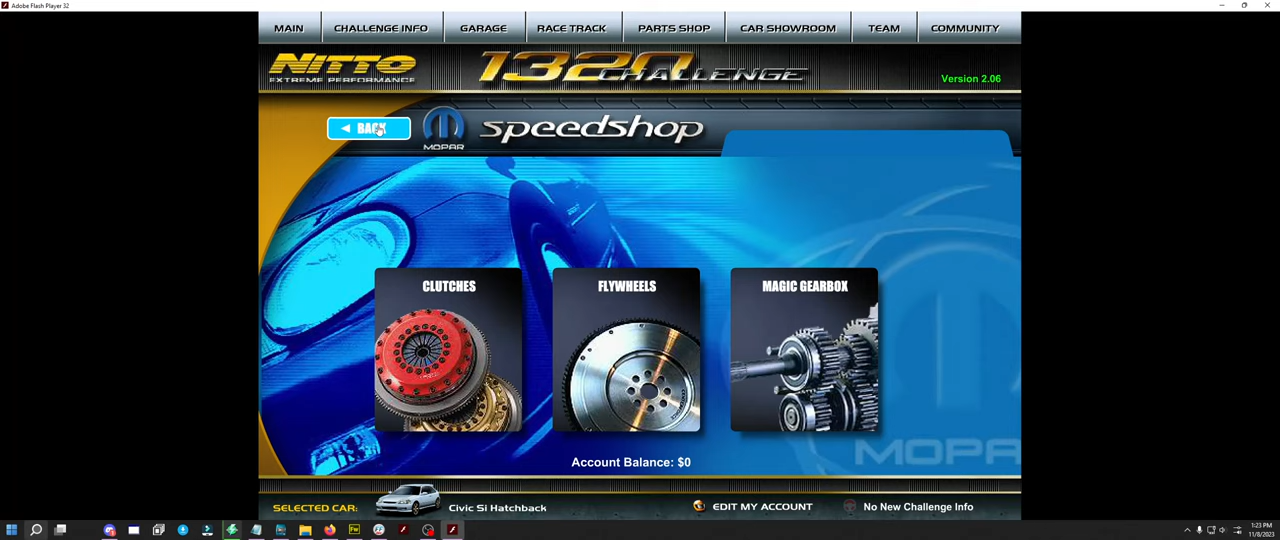 Adobe Flash Player 32
MAIN CHALLENGE INFO GARAGE RACE TRACK PARTS SHOP CAR SHOWROOM TEAM COMMUNITY
NITTO
EXTREME PERFORMANCE
1320 CHALLENGE
Version 2.06
BACK
MOPAR
speedshop
CLUTCHES
FLYWHEELS
MAGIC GEARBOX
MOPAR
Account Balance: $0
SELECTED CAR: Civic Si Hatchback
EDIT MY ACCOUNT
No New Challenge Info
Fw
1:23 PM
11/8/2023